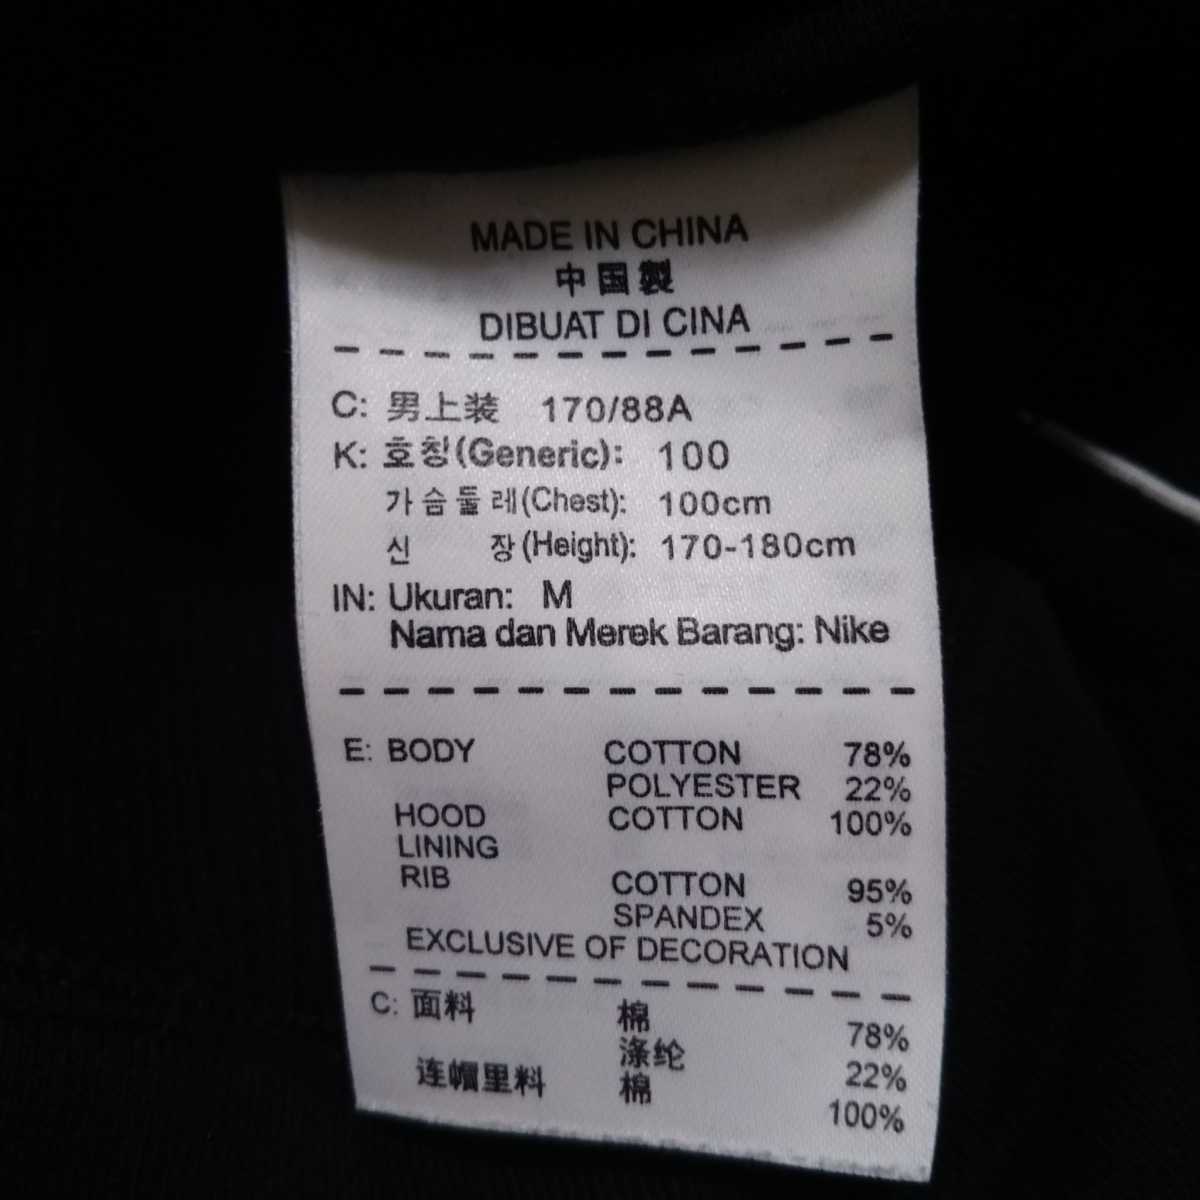 MADE IN CHINA
中国製
DIBUAT DI CINA
C: 男上装 170/88A
K: 호칭(Generic): 100
가슴둘레(Chest): 100cm
신 장(Height): 170-180cm
IN: Ukuran: M
Nama dan Merek Barang: Nike
E: BODY COTTON 78%
POLYESTER 22%
HOOD COTTON 100%
LINING
RIB COTTON 95%
SPANDEX 5%
EXCLUSIVE OF DECORATION
C: 面料 棉 78%
涤纶 22%
连帽里料 棉 100%